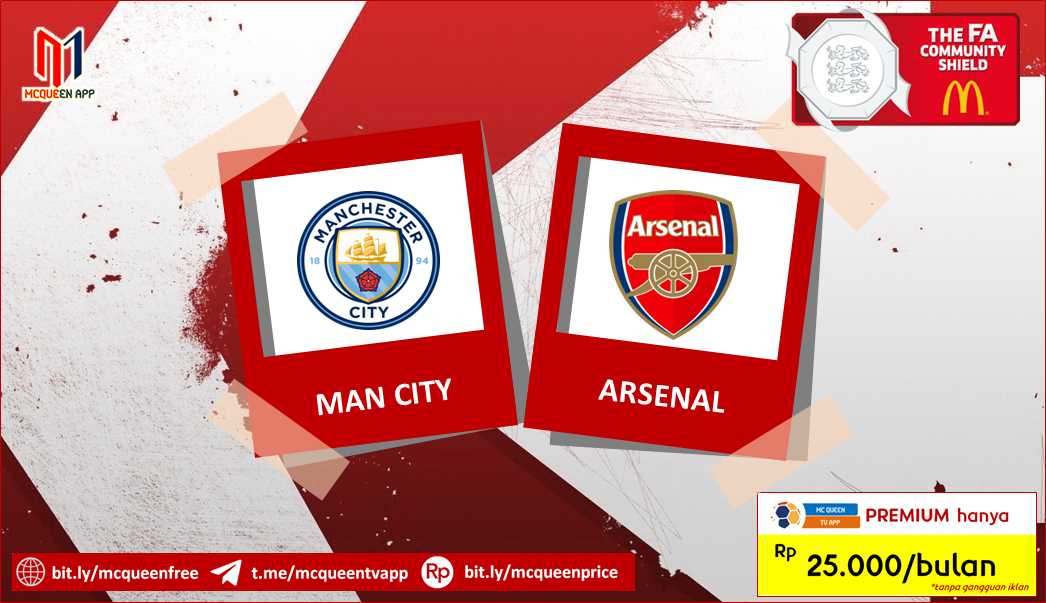 MCQUEEN APP
THE FA
COMMUNITY
SHIELD
MANCHESTER
18 94
CITY
Arsenal
MAN CITY
ARSENAL
MC QUEEN
TV APP
PREMIUM hanya
Rp 25.000/bulan
*tanpa gangguan iklan
bit.ly/mcqueenfree
t.me/mcqueentvapp
Rp
bit.ly/mcqueenprice